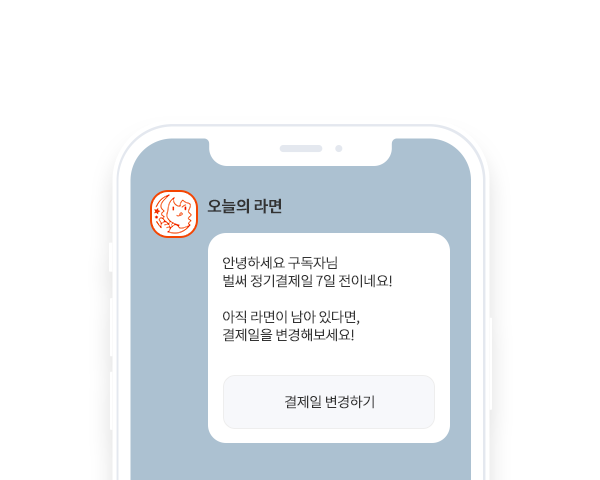 오늘의 라면
안녕하세요 구독자님
벌써 정기결제일 7일 전이네요!
아직 라면이 남아 있다면,
결제일을 변경해보세요!
결제일 변경하기